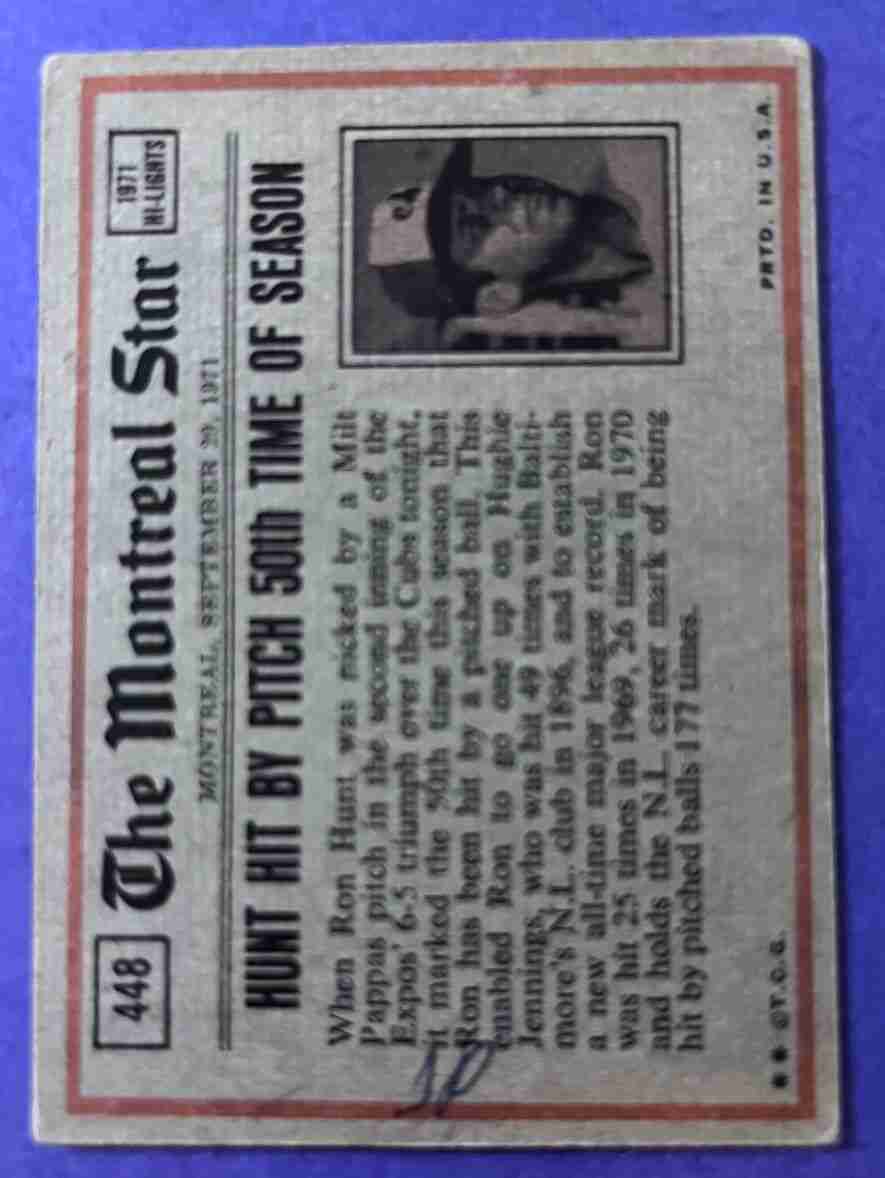 448
The Montreal Star
1971
HI-LIGHTS
MONTREAL, SEPTEMBER 29, 1971
HUNT HIT BY PITCH 50th TIME OF SEASON
When Ron Hunt was nicked by a Milt
Pappas pitch in the second inning of the
Expos' 6-5 triumph over the Cubs tonight,
it marked the 50th time this season that
Ron has been hit by a pitched ball. This
enabled Ron to go one up on Hughie
Jennings, who was hit 49 times with Balti-
more's N.L. club in 1896, and to establish
a new all-time major league record. Ron
was hit 25 times in 1969, 26 times in 1970
and holds the N.L. career mark of being
hit by pitched balls 177 times.
** ©T.C.G.
PRTD. IN U.S.A.